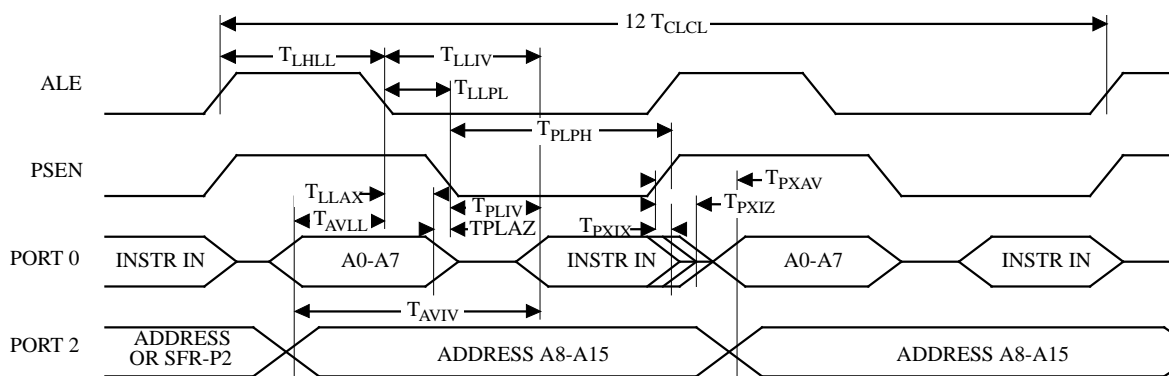 12 TCLCL
TLHLL
TLLIV
ALE
TLLPL
TPLPH
PSEN
TLLAX
TPXAV
TPLIV
TPXIZ
TAVLL
TPLAZ
TPXIX
PORT 0
INSTR IN
A0-A7
INSTR IN
A0-A7
INSTR IN
TAVIV
PORT 2
ADDRESS
OR SFR-P2
ADDRESS A8-A15
ADDRESS A8-A15